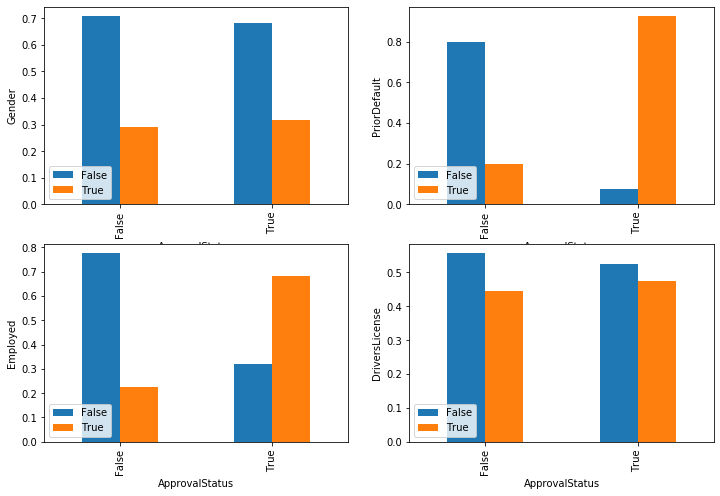 0.7
0.6
0.5
0.4
0.3
0.2
0.1
0.0
Gender
False
True
False
True
ApprovalStatus
0.8
0.6
0.4
0.2
0.0
PriorDefault
False
True
False
True
ApprovalStatus
0.8
0.7
0.6
0.5
0.4
0.3
0.2
0.1
0.0
Employed
False
True
False
True
ApprovalStatus
0.5
0.4
0.3
0.2
0.1
0.0
DriversLicense
False
True
False
True
ApprovalStatus